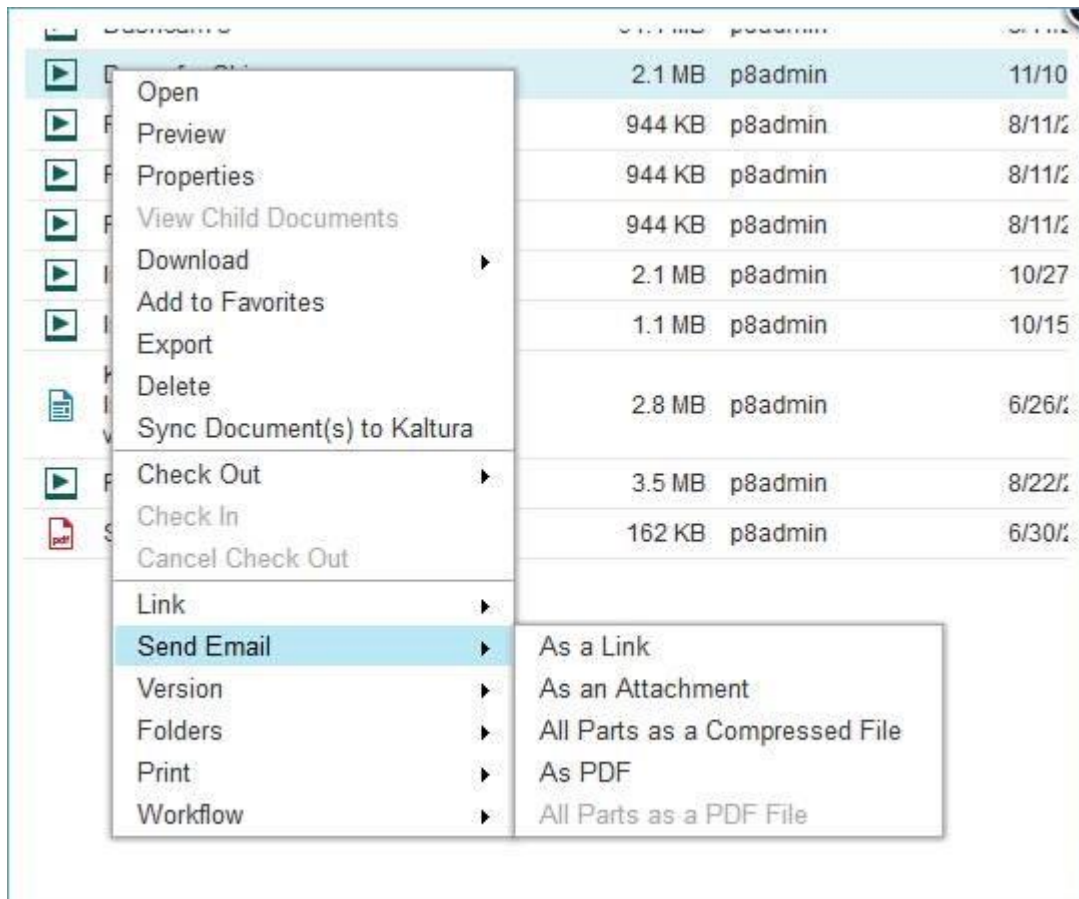 2.1 MB p8admin 11/10
Open
Preview
944 KB p8admin 8/11/2
Properties
944 KB p8admin 8/11/2
View Child Documents
944 KB p8admin 8/11/2
Download
2.1 MB p8admin 10/27
Add to Favorites
1.1 MB p8admin 10/15
Export
Delete
2.8 MB p8admin 6/26/2
Sync Document(s) to Kaltura
Check Out
3.5 MB p8admin 8/22/2
Check In
pdf
162 KB p8admin 6/30/2
Cancel Check Out
Link
Send Email
As a Link
Version
As an Attachment
Folders
All Parts as a Compressed File
Print
As PDF
Workflow
All Parts as a PDF File